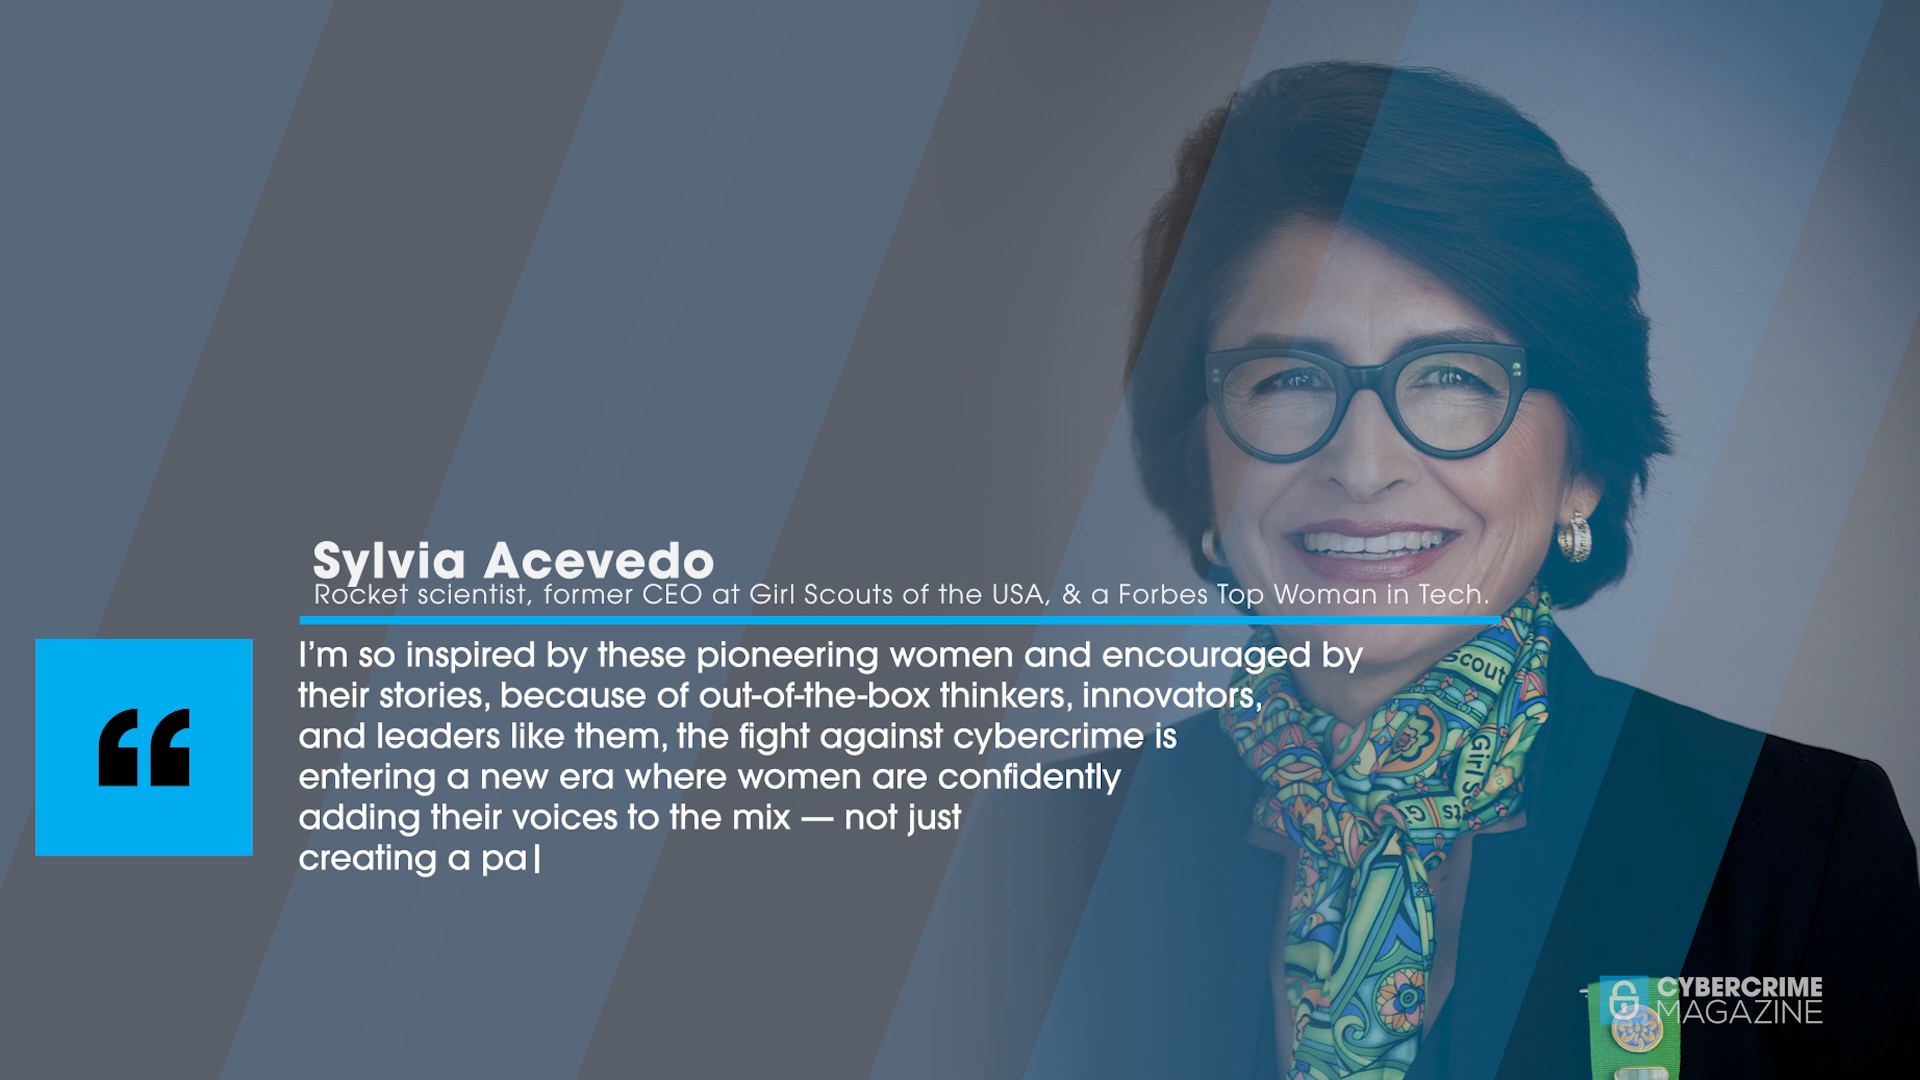 Sylvia Acevedo
Rocket scientist, former CEO at Girl Scouts of the USA, & a Forbes Top Woman in Tech.
I’m so inspired by these pioneering women and encouraged by
their stories, because of out-of-the-box thinkers, innovators,
and leaders like them, the fight against cybercrime is
entering a new era where women are confidently
adding their voices to the mix — not just
creating a pa
Scout
Girl S
CYBERCRIME
MAGAZINE